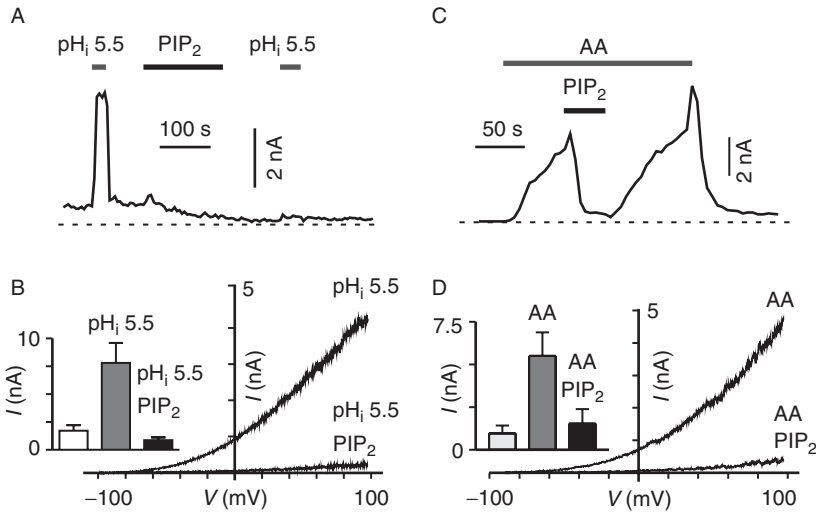 A
pHi 5.5 PIP2 pHi 5.5
100 s
2 nA
C
AA
PIP2
50 s
2 nA
B
10
0
I (nA)
pHi 5.5
pHi 5.5
PIP2
5
I (nA)
pHi 5.5
pHi 5.5
PIP2
−100 V (mV) 100
D
7.5
0
I (nA)
AA
AA
PIP2
5
I (nA)
AA
AA
PIP2
−100 V (mV) 100